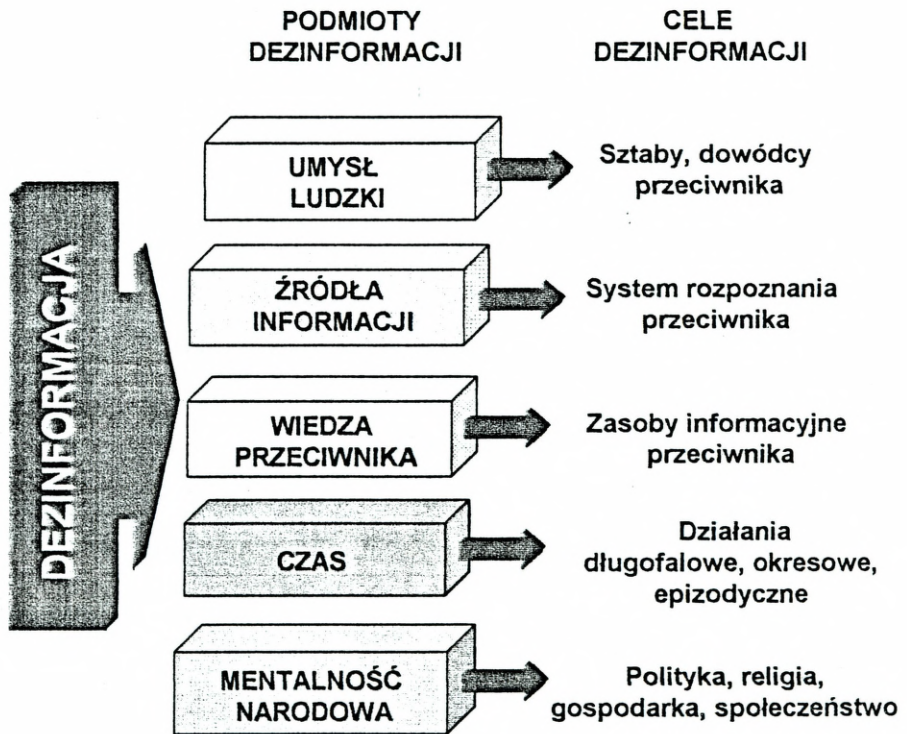 PODMIOTY
DEZINFORMACJI
CELE
DEZINFORMACJI
DEZINFORMACJA
UMYSŁ
LUDZKI
Sztaby, dowódcy
przeciwnika
ŹRÓDŁA
INFORMACJI
System rozpoznania
przeciwnika
WIEDZA
PRZECIWNIKA
Zasoby informacyjne
przeciwnika
CZAS
Działania
długofalowe, okresowe,
epizodyczne
MENTALNOŚĆ
NARODOWA
Polityka, religia,
gospodarka, społeczeństwo